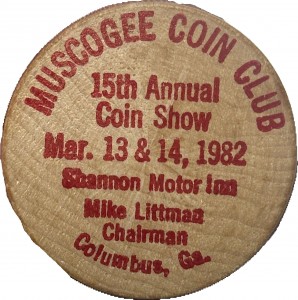 MUSCOGEE COIN CLUB
15th Annual
Coin Show
Mar. 13 & 14, 1982
Shannon Motor Inn
Mike Littman
Chairman
Columbus, Ga.